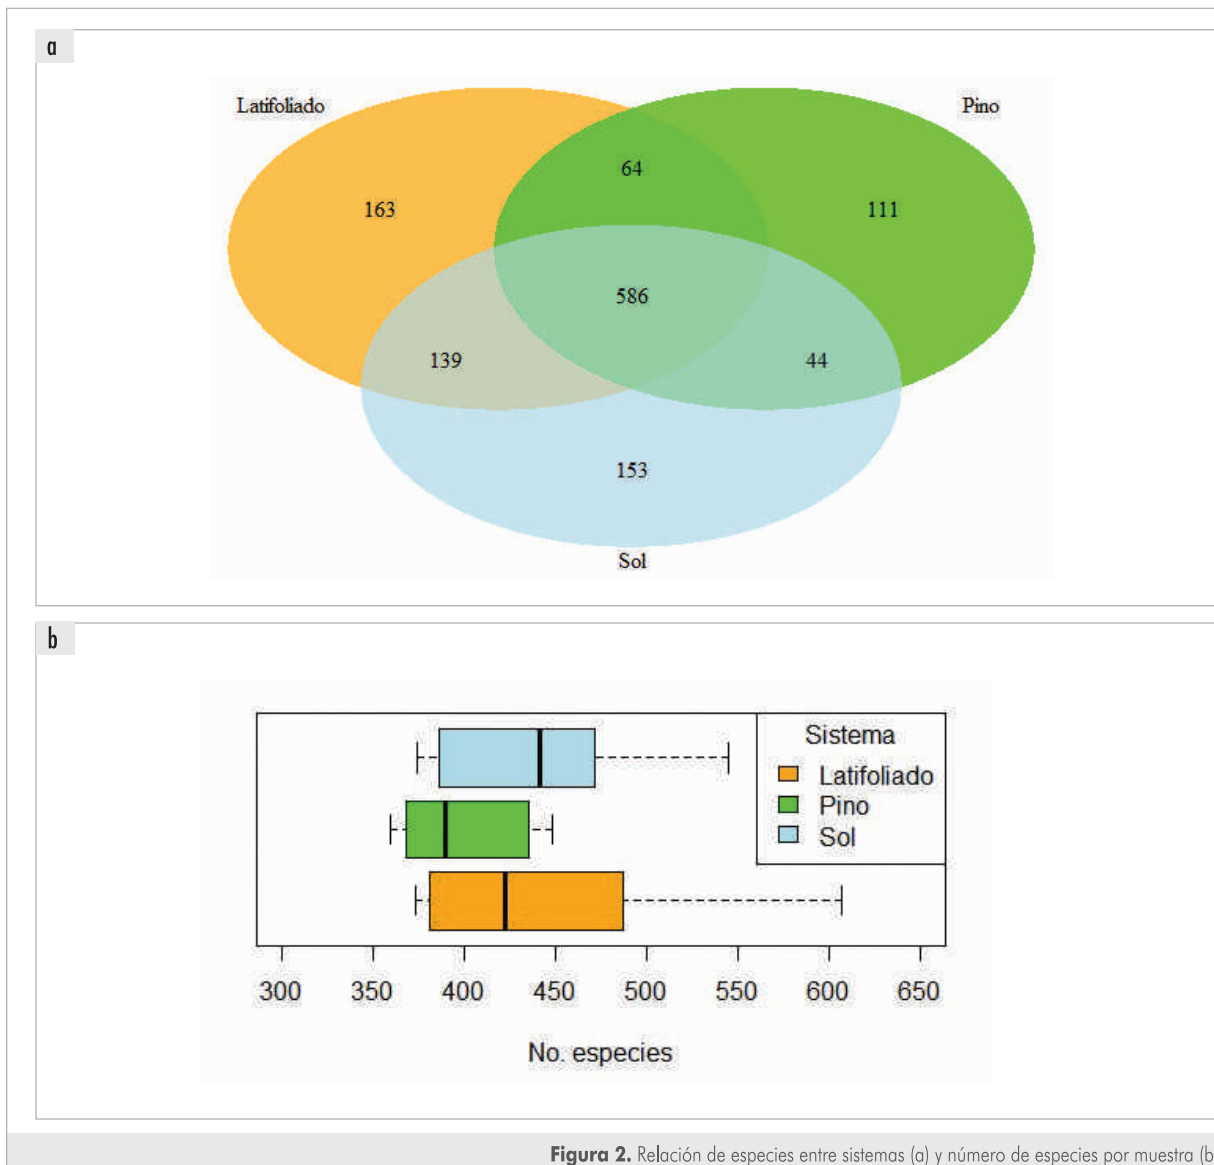 a
Latifoliado
Pino
64
163
111
586
139
44
153
Sol
b
Sistema
Latifoliado
Pino
Sol
300 350 400 450 500 550 600 650
No. especies
Figura 2. Relación de especies entre sistemas (a) y número de especies por muestra (b